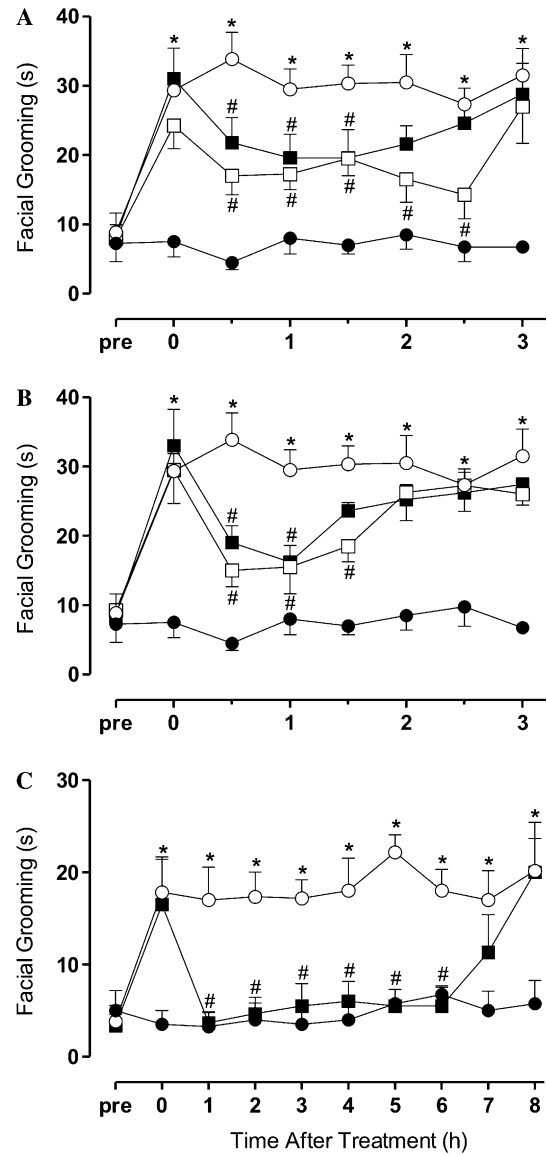 A
Facial Grooming (s)
40
30
20
10
0
* * * * * * * *
# # #
# # # # #
pre 0 1 2 3
B
Facial Grooming (s)
40
30
20
10
0
* * * * * * * *
# #
# # #
pre 0 1 2 3
C
Facial Grooming (s)
30
20
10
0
* * * * * * * * *
# # # # # #
pre 0 1 2 3 4 5 6 7 8
Time After Treatment (h)